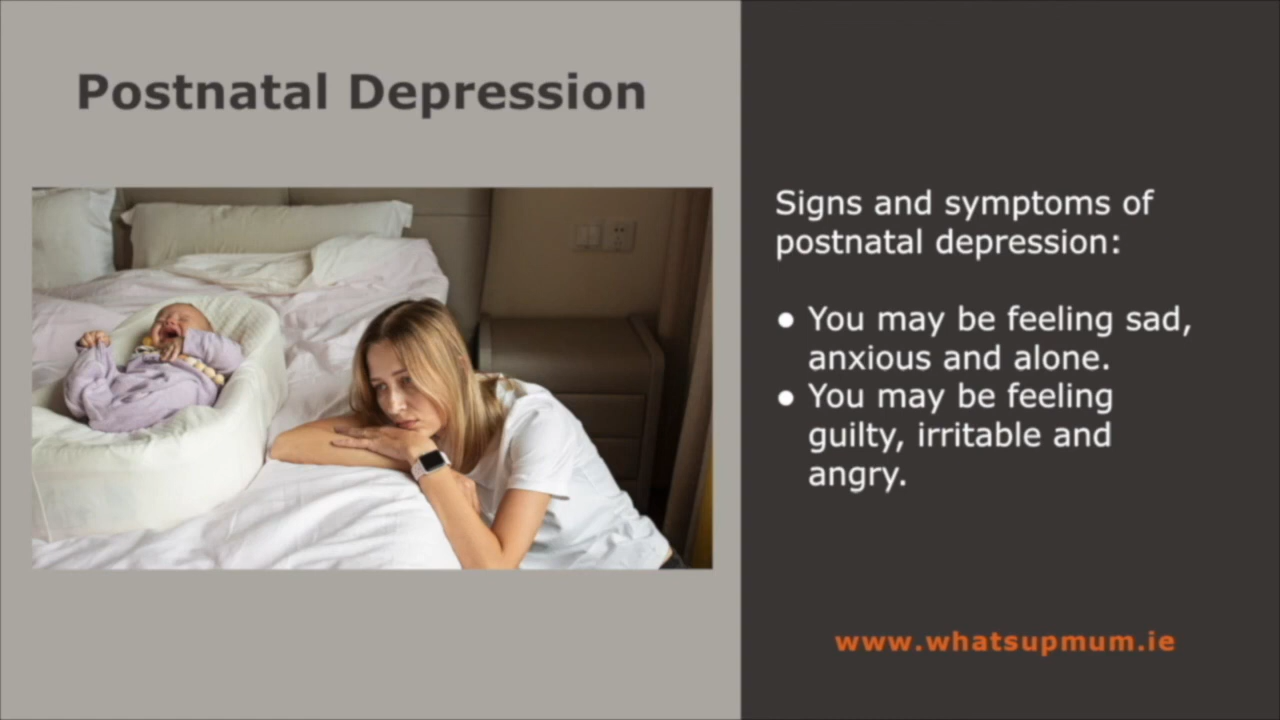 Postnatal Depression
Signs and symptoms of
postnatal depression:
● You may be feeling sad,
anxious and alone.
● You may be feeling
guilty, irritable and
angry.
www.whatsupmum.ie